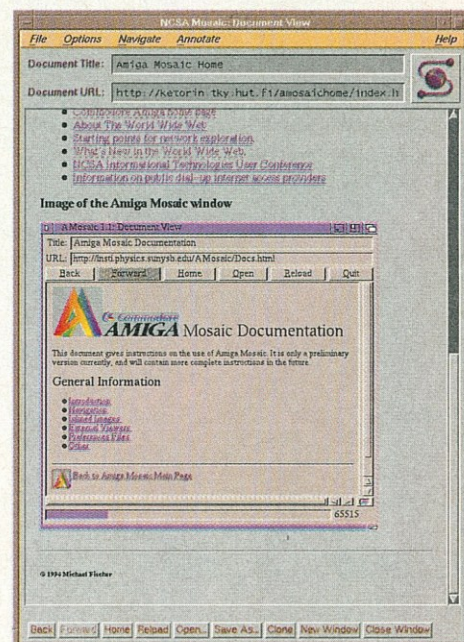 NCSA Mosaic: Document View
File Options Navigate Annotate Help
Document Title: Amiga Mosaic Home
Document URL: http://ketorin.tky.hut.fi/amosaichome/index.h
Commodore Amiga home page
About The World Wide Web
Starting points for network exploration.
What's New in the World Wide Web.
NCSA Informational Technologies User Conference
Information on public dial-up internet access providers
Image of the Amiga Mosaic window
AMosaic 1.1: Document View
Title: Amiga Mosaic Documentation
URL: http://insti.physics.sunysb.edu/AMosaic/Docs.html
Back Forward Home Open Reload Quit
Commodore
AMIGA Mosaic Documentation
This document gives instructions on the use of Amiga Mosaic. It is only a preliminary
version currently, and will contain more complete instructions in the future.
General Information
Introduction
Navigation
Inlined Images
External Viewers
Preferences Files
Other
Back to Amiga Mosaic Main Page
65515
© 1994 Michael Fischer
Back Forward Home Reload Open... Save As... Clone New Window Close Window